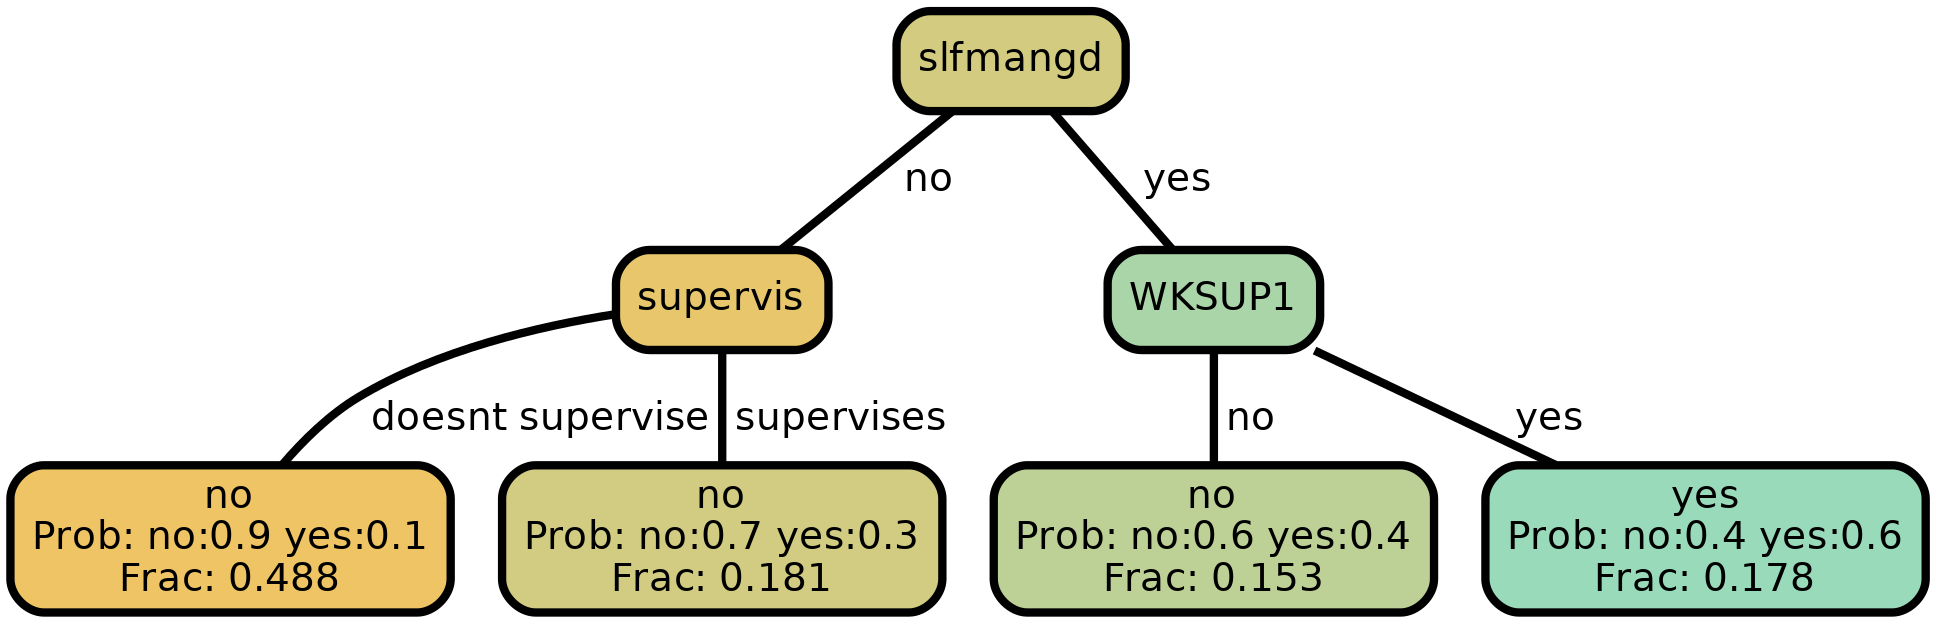 slfmangd
no
yes
supervis
WKSUP1
doesnt supervise
supervises
no
yes
no
Prob: no:0.9 yes:0.1
Frac: 0.488
no
Prob: no:0.7 yes:0.3
Frac: 0.181
no
Prob: no:0.6 yes:0.4
Frac: 0.153
yes
Prob: no:0.4 yes:0.6
Frac: 0.178